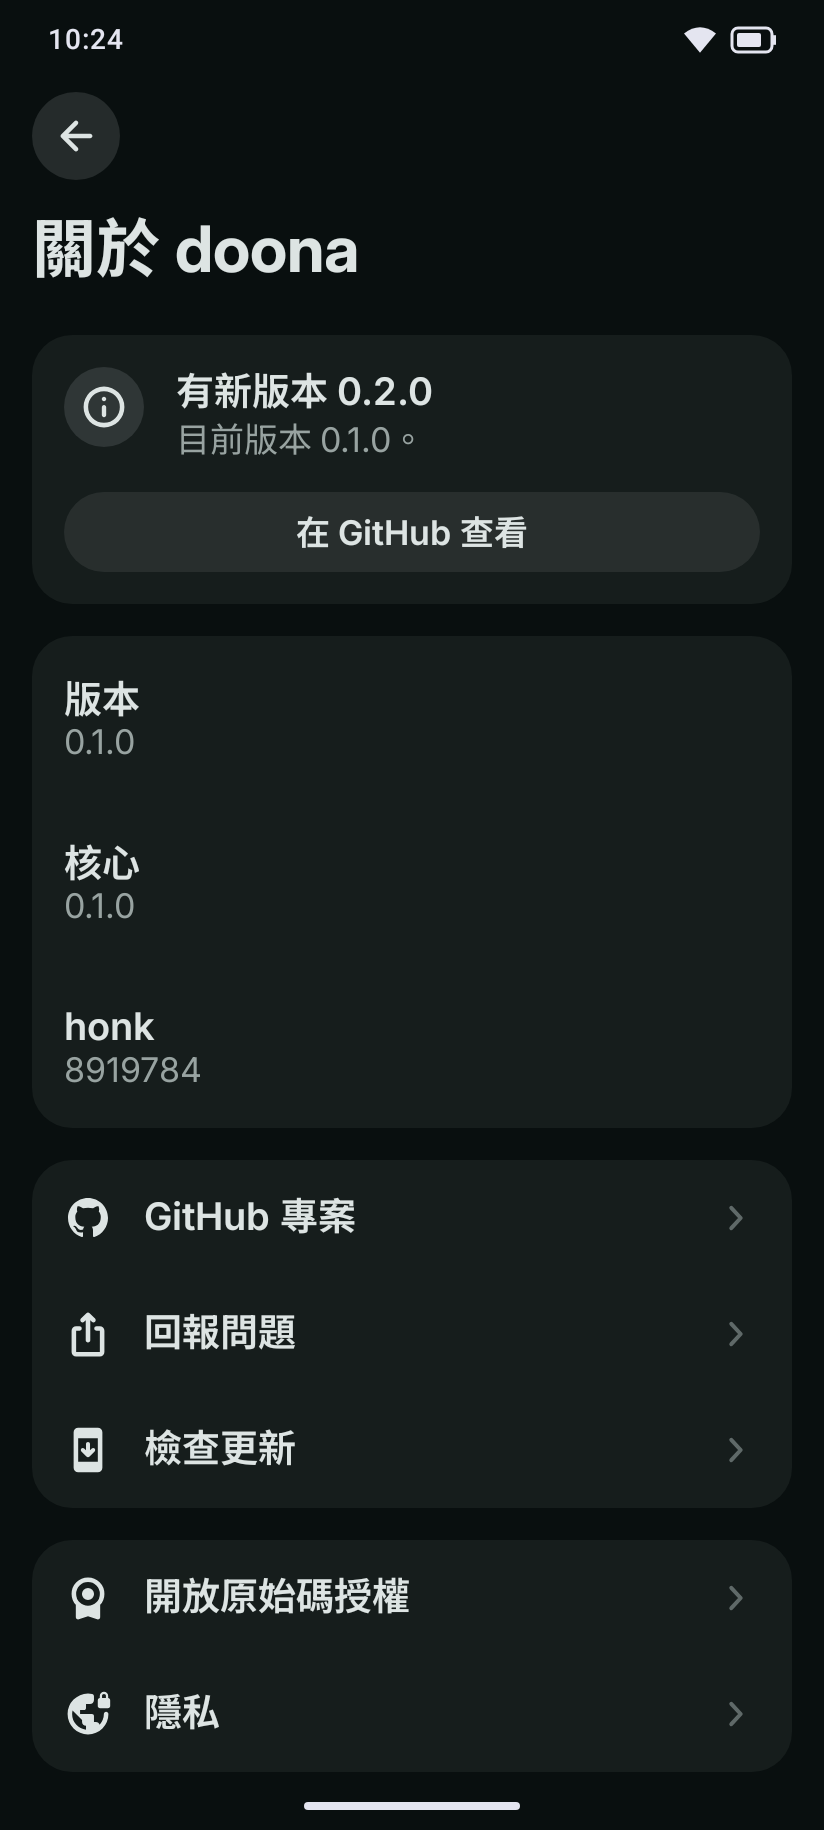 10:24
關於 doona
有新版本 0.2.0
目前版本 0.1.0。
在 GitHub 查看
版本
0.1.0
核心
0.1.0
honk
8919784
GitHub 專案
回報問題
檢查更新
開放原始碼授權
隱私